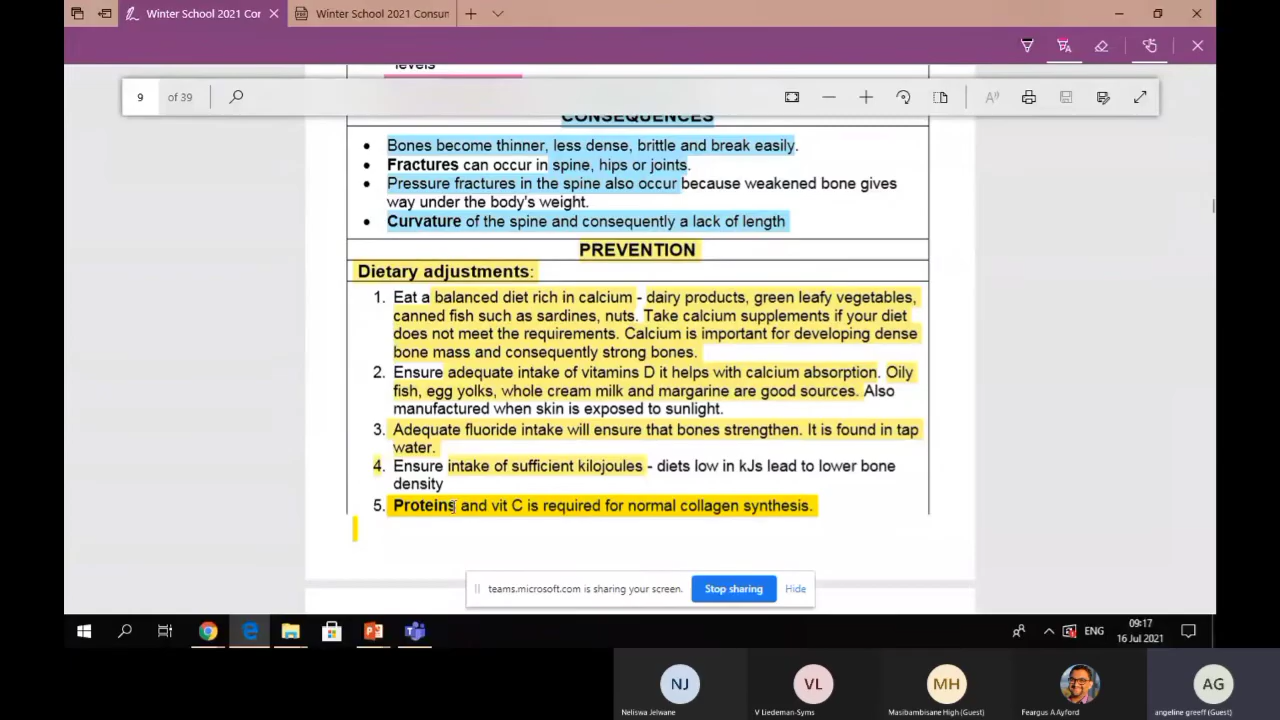 Winter School 2021 Cor
Winter School 2021 Consun
levels
9 of 39
CONSEQUENCES
• Bones become thinner, less dense, brittle and break easily.
• Fractures can occur in spine, hips or joints.
• Pressure fractures in the spine also occur because weakened bone gives
way under the body's weight.
• Curvature of the spine and consequently a lack of length
PREVENTION
Dietary adjustments:
1. Eat a balanced diet rich in calcium - dairy products, green leafy vegetables,
canned fish such as sardines, nuts. Take calcium supplements if your diet
does not meet the requirements. Calcium is important for developing dense
bone mass and consequently strong bones.
2. Ensure adequate intake of vitamins D it helps with calcium absorption. Oily
fish, egg yolks, whole cream milk and margarine are good sources. Also
manufactured when skin is exposed to sunlight.
3. Adequate fluoride intake will ensure that bones strengthen. It is found in tap
water.
4. Ensure intake of sufficient kilojoules - diets low in kJs lead to lower bone
density
5. Proteins and vit C is required for normal collagen synthesis.
teams.microsoft.com is sharing your screen. Stop sharing Hide
ENG
09:17
16 Jul 2021
NJ VL MH AG
Neliswa Jelwane V Liedeman-Syms Masibambisane High (Guest) Feargus A Ayford angeline greeff (Guest)